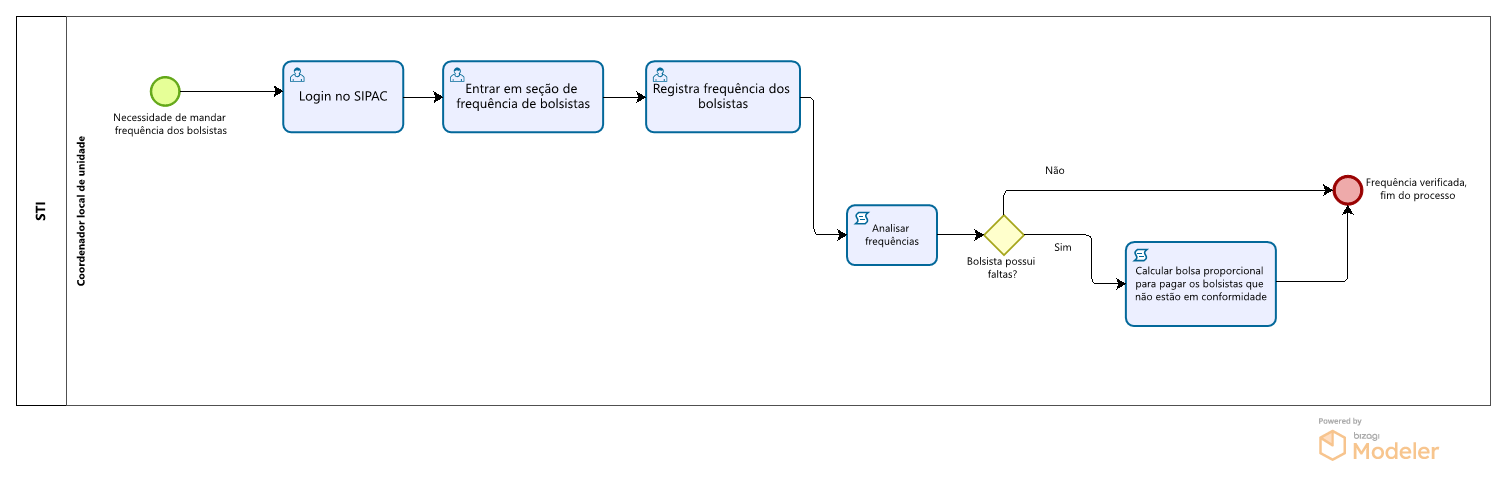 STI
Coordenador local de unidade
Necessidade de mandar
frequência dos bolsistas
Login no SIPAC
Entrar em seção de
frequência de bolsistas
Registra frequência dos
bolsistas
Analisar
frequências
Bolsista possui
faltas?
Não
Sim
Calcular bolsa proporcional
para pagar os bolsistas que
não estão em conformidade
Frequência verificada,
fim do processo
Powered by
bizagi
Modeler